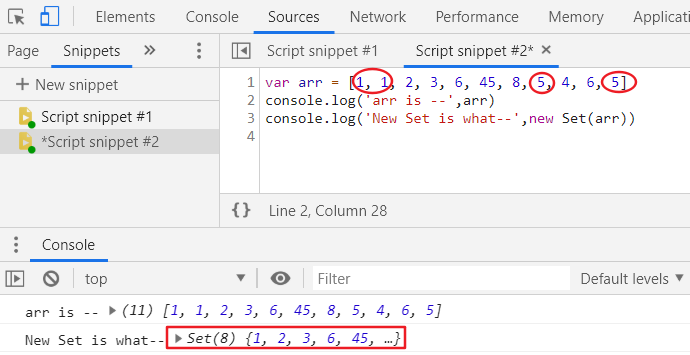 Elements Console Sources Network Performance Memory Applicati
Page Snippets » Script snippet #1 Script snippet #2* ×
+ New snippet
Script snippet #1
*Script snippet #2
1 var arr = [1, 1, 2, 3, 6, 45, 8, 5, 4, 6, 5]
2 console.log('arr is --',arr)
3 console.log('New Set is what--',new Set(arr))
4
{} Line 2, Column 28
Console
top Filter Default levels
arr is -- (11) [1, 1, 2, 3, 6, 45, 8, 5, 4, 6, 5]
New Set is what-- Set(8) {1, 2, 3, 6, 45, …}